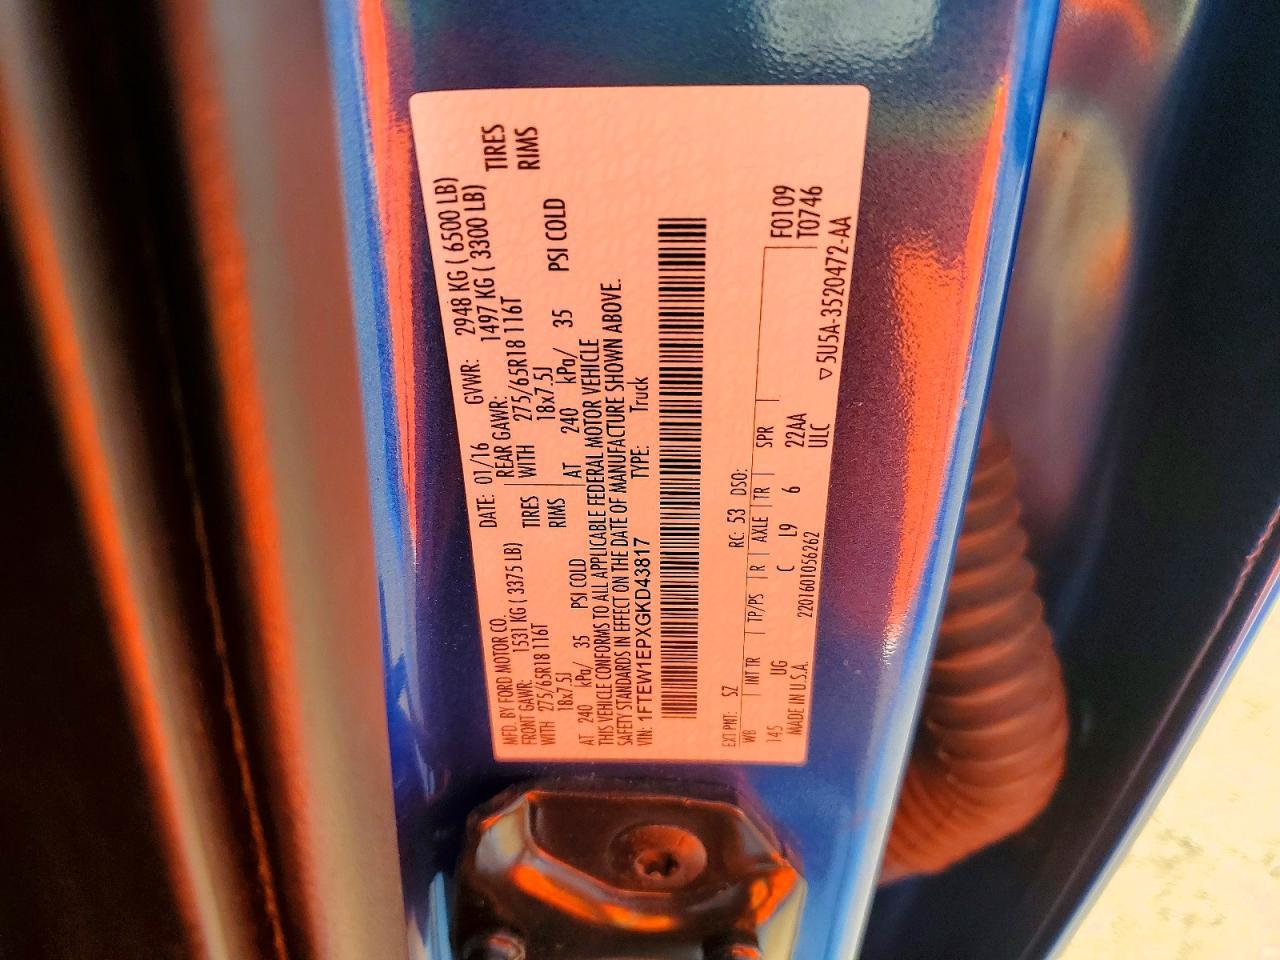 MFD. BY FORD MOTOR CO.
DATE: 01/16 GVWR: 2948 KG ( 6500 LB)
FRONT GAWR: 1531 KG ( 3375 LB)
REAR GAWR: 1497 KG ( 3300 LB)
WITH 275/65R18 116T TIRES
WITH 275/65R18 116T TIRES
18x7.5J RIMS
18x7.5J RIMS
AT 240 kPa/ 35 PSI COLD
AT 240 kPa/ 35 PSI COLD
THIS VEHICLE CONFORMS TO ALL APPLICABLE FEDERAL MOTOR VEHICLE
SAFETY STANDARDS IN EFFECT ON THE DATE OF MANUFACTURE SHOWN ABOVE.
VIN: 1FTEW1EPXGKD43817 TYPE: Truck
EXT PNT: SZ RC: 53 DSO: F0109
WB INT TR TP/PS R AXLE TR SPR T0746
145 UG C L9 6 22AA
ULC
MADE IN U.S.A. 2201601056262 ▽5U5A-3520472-AA